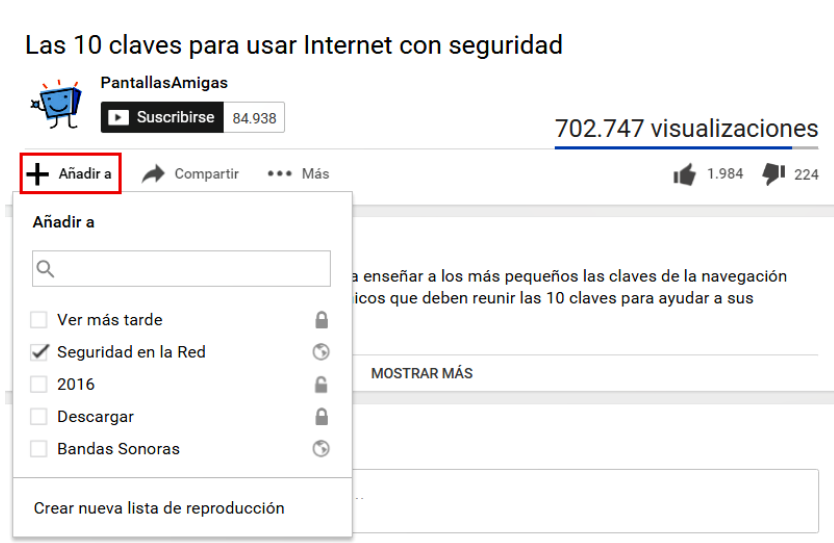 Las 10 claves para usar Internet con seguridad
PantallasAmigas
Suscribirse 84.938
702.747 visualizaciones
Añadir a Compartir Más 1.984 224
Añadir a
a enseñar a los más pequeños las claves de la navegación
icos que deben reunir las 10 claves para ayudar a sus
Ver más tarde
Seguridad en la Red
2016
MOSTRAR MÁS
Descargar
Bandas Sonoras
Crear nueva lista de reproducción